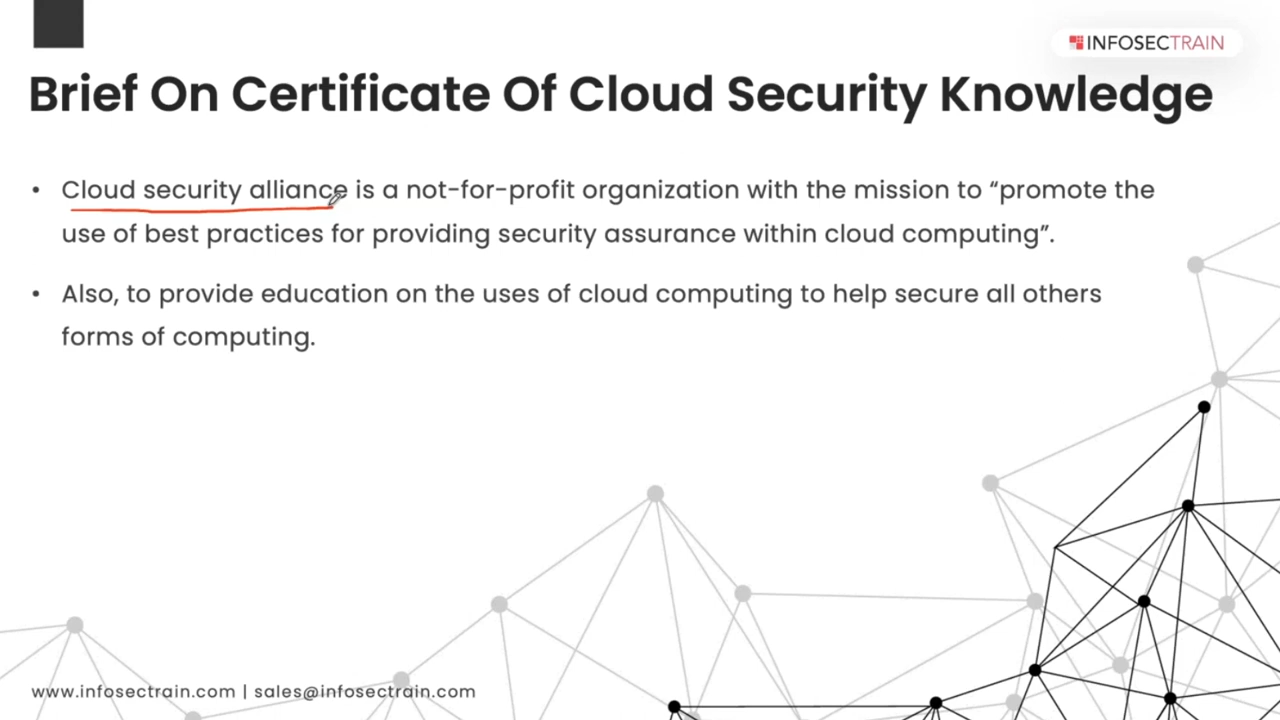 INFOSECTRAIN
Brief On Certificate Of Cloud Security Knowledge
• Cloud security alliance is a not-for-profit organization with the mission to “promote the
use of best practices for providing security assurance within cloud computing”.
• Also, to provide education on the uses of cloud computing to help secure all others
forms of computing.
www.infosectrain.com | sales@infosectrain.com